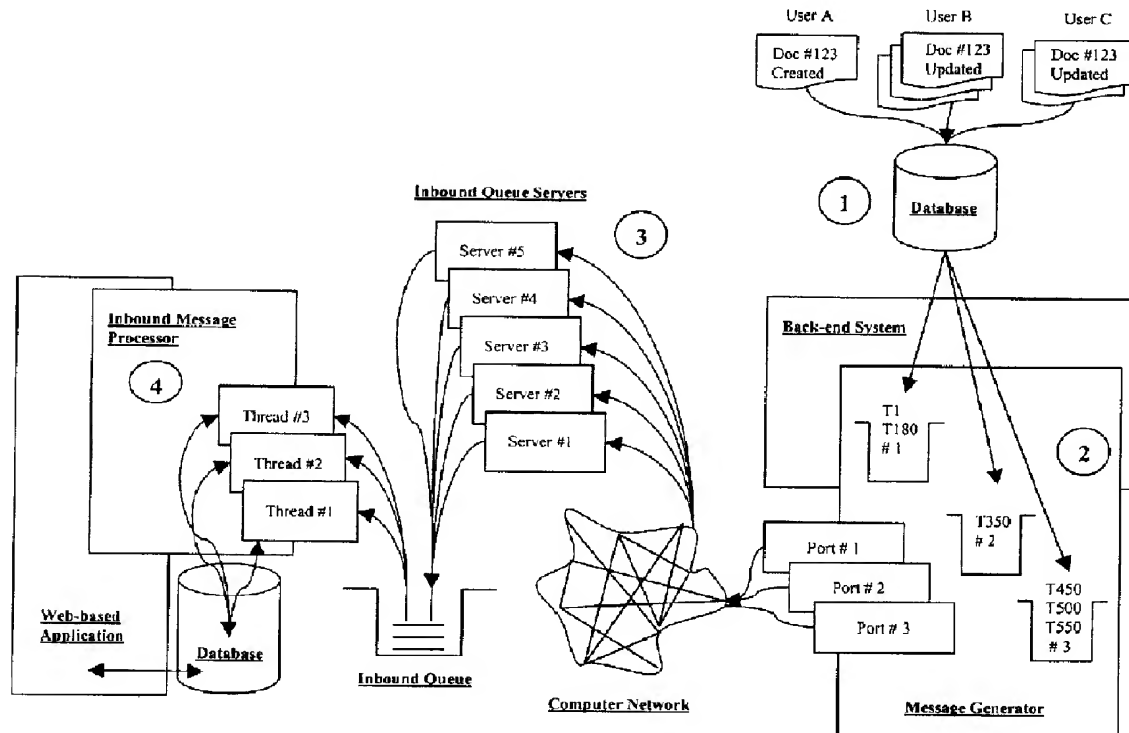 User A
User B
User C
Doc #123
Created
Doc #123
Updated
Doc #123
Updated
1
Database
Inbound Queue Servers
3
Server #5
Server #4
Server #3
Server #2
Server #1
Inbound Message
Processor
4
Thread #3
Thread #2
Thread #1
Back-end System
T1
T180
# 1
2
T350
# 2
T450
T500
T550
# 3
Port # 1
Port # 2
Port # 3
Web-based
Application
Database
Inbound Queue
Computer Network
Message Generator